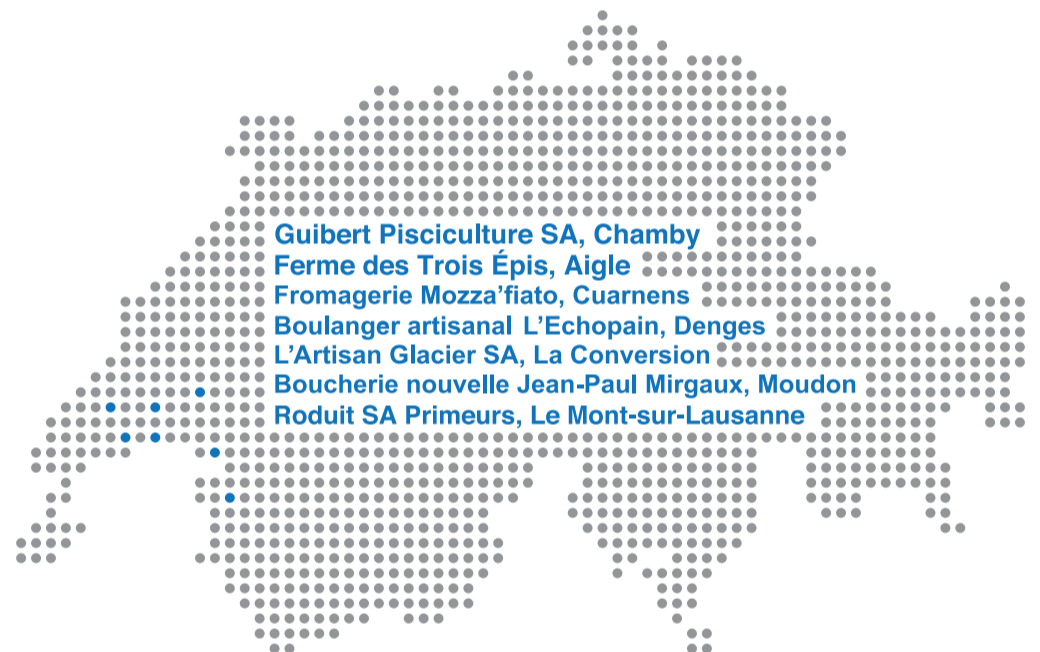 Guibert Pisciculture SA, Chamby
Ferme des Trois Épis, Aigle
Fromagerie Mozza’fiato, Cuarnens
Boulanger artisanal L’Echopain, Denges
L’Artisan Glacier SA, La Conversion
Boucherie nouvelle Jean-Paul Mirgaux, Moudon
Roduit SA Primeurs, Le Mont-sur-Lausanne